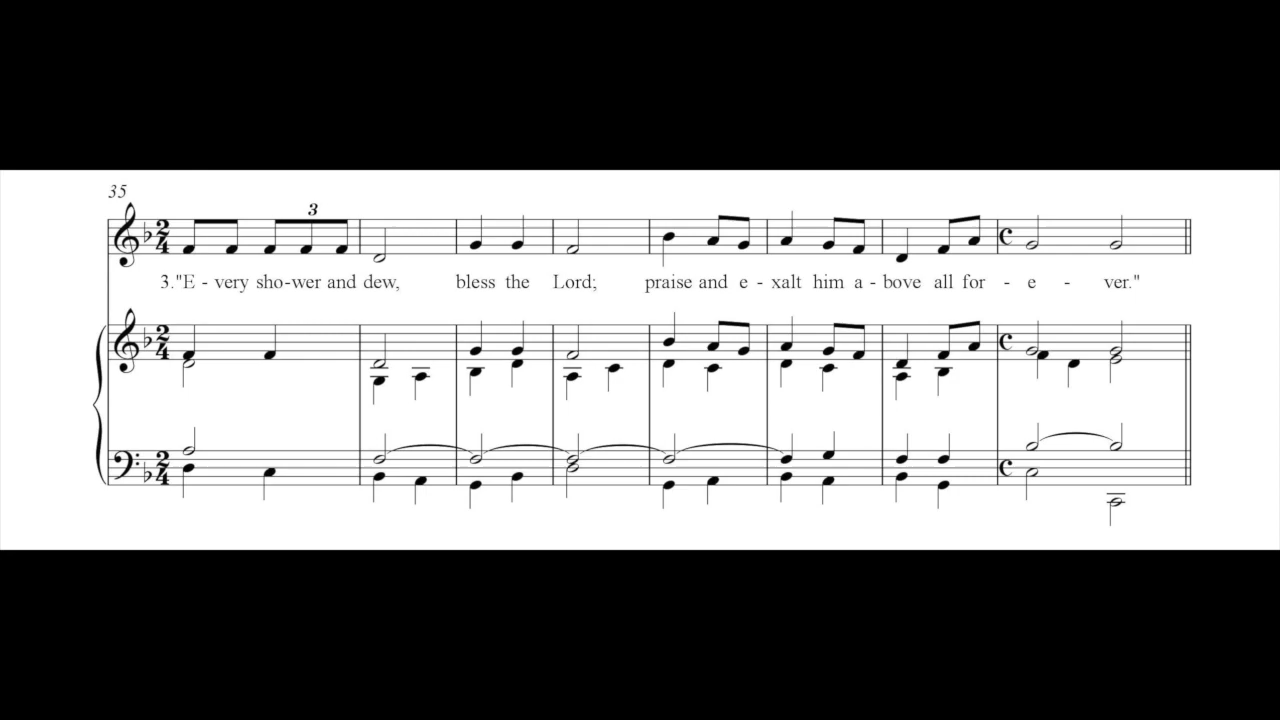 35
3
3."E - very sho-wer and dew, bless the Lord; praise and e - xalt him a - bove all for - e - ver."